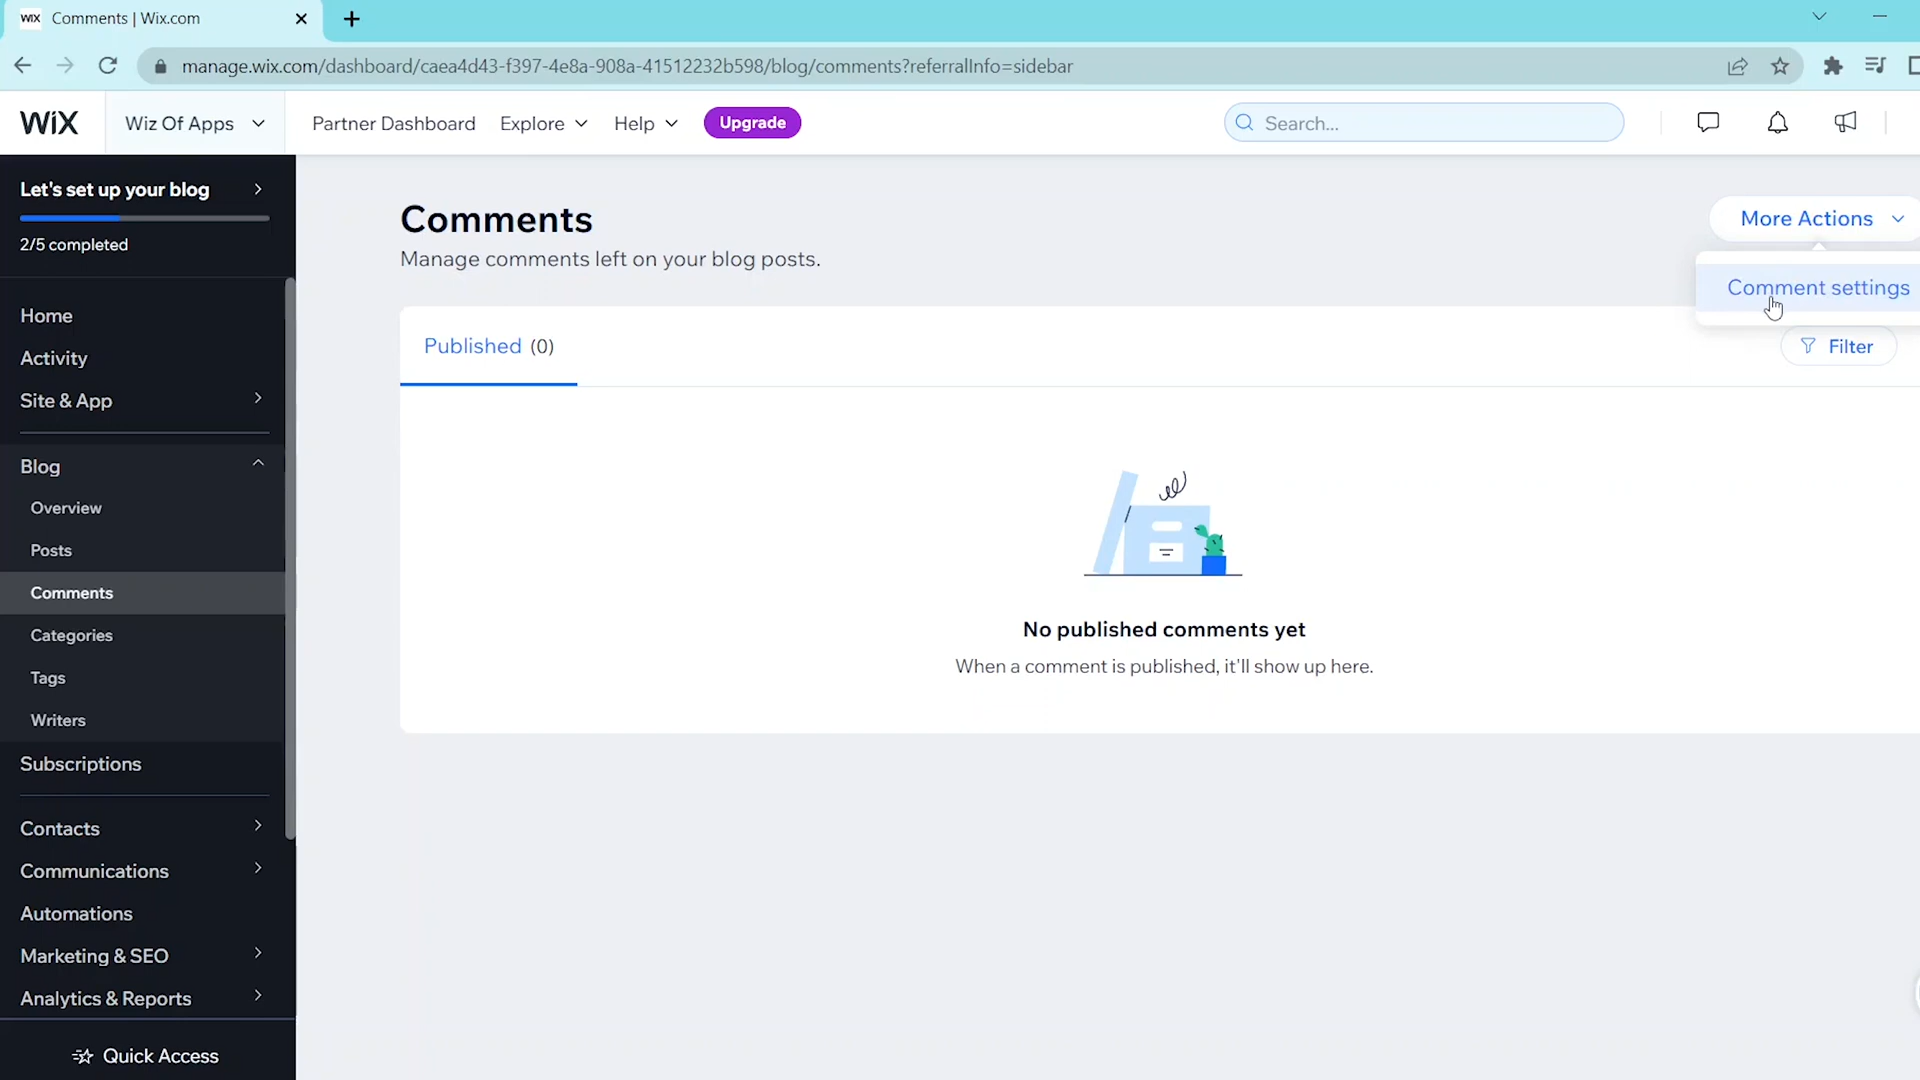 WIX Comments | Wix.com
manage.wix.com/dashboard/caea4d43-f397-4e8a-908a-41512232b598/blog/comments?referralInfo=sidebar
WIX Wiz Of Apps Partner Dashboard Explore Help Upgrade Search...
Let's set up your blog
2/5 completed
Home
Activity
Site & App
Blog
Overview
Posts
Comments
Categories
Tags
Writers
Subscriptions
Contacts
Communications
Automations
Marketing & SEO
Analytics & Reports
Quick Access
Comments
Manage comments left on your blog posts.
More Actions
Comment settings
Published (0)
Filter
No published comments yet
When a comment is published, it'll show up here.